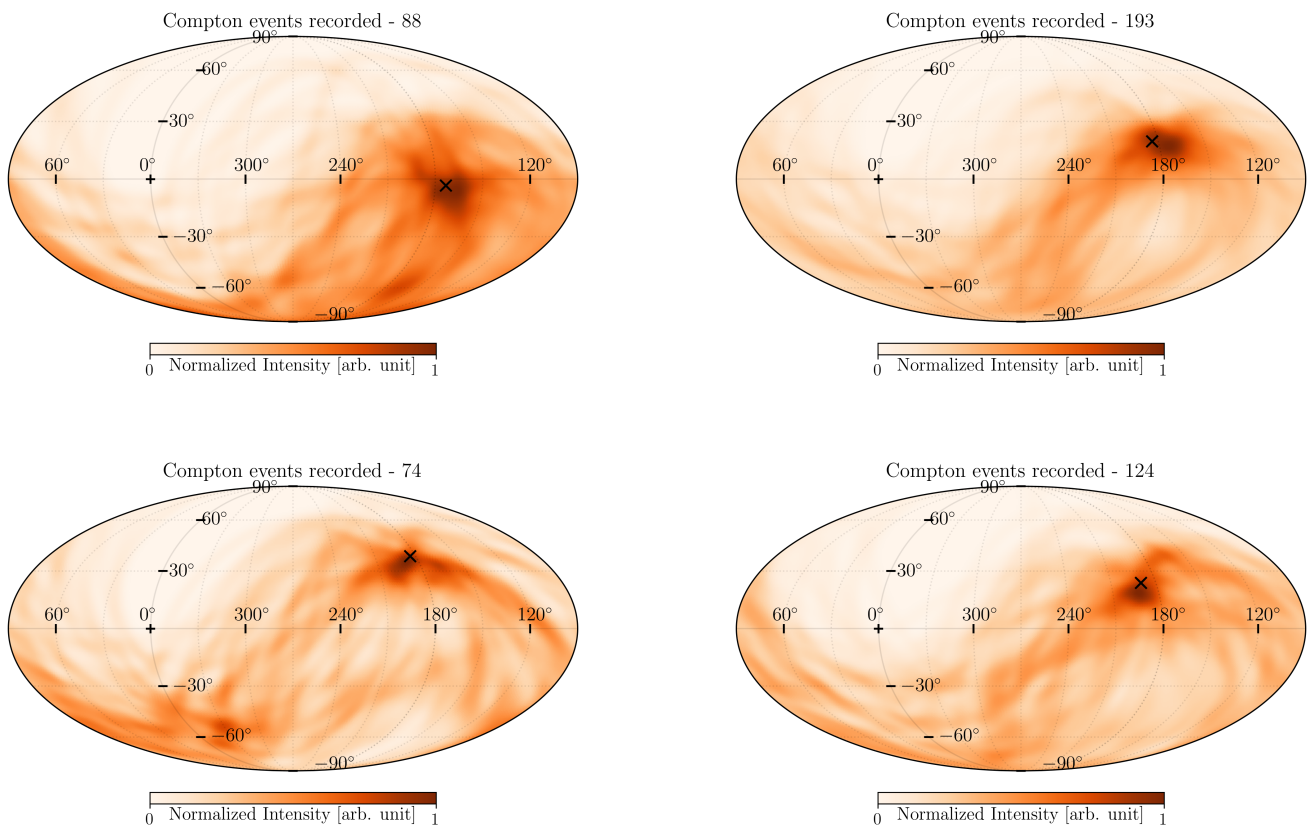 Compton events recorded - 88
90°
60°
30°
60° 0° 300° 240° 120°
−30°
−60°
−90°
0 Normalized Intensity [arb. unit] 1
Compton events recorded - 193
90°
60°
30°
60° 0° 300° 240° 180° 120°
−30°
−60°
−90°
0 Normalized Intensity [arb. unit] 1
Compton events recorded - 74
90°
60°
30°
60° 0° 300° 240° 180° 120°
−30°
−60°
−90°
0 Normalized Intensity [arb. unit] 1
Compton events recorded - 124
90°
60°
30°
60° 0° 300° 240° 180° 120°
−30°
−60°
−90°
0 Normalized Intensity [arb. unit] 1